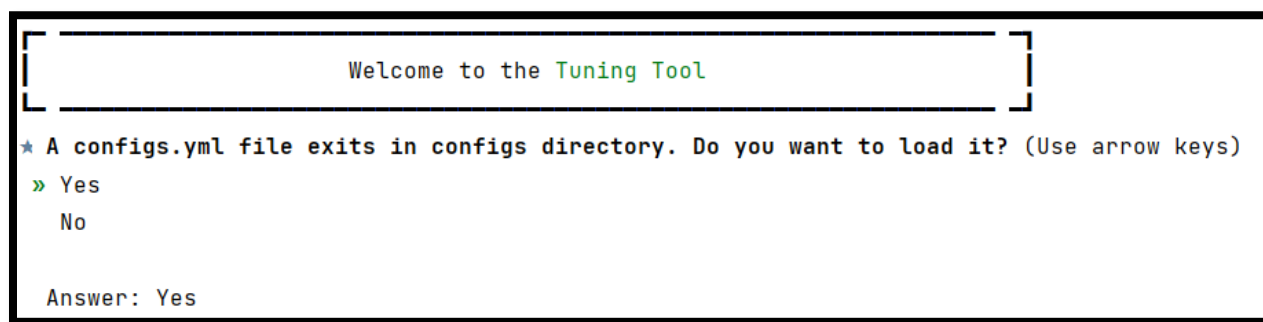 Welcome to the Tuning Tool
★ A configs.yml file exits in configs directory. Do you want to load it? (Use arrow keys)
» Yes
No
Answer: Yes